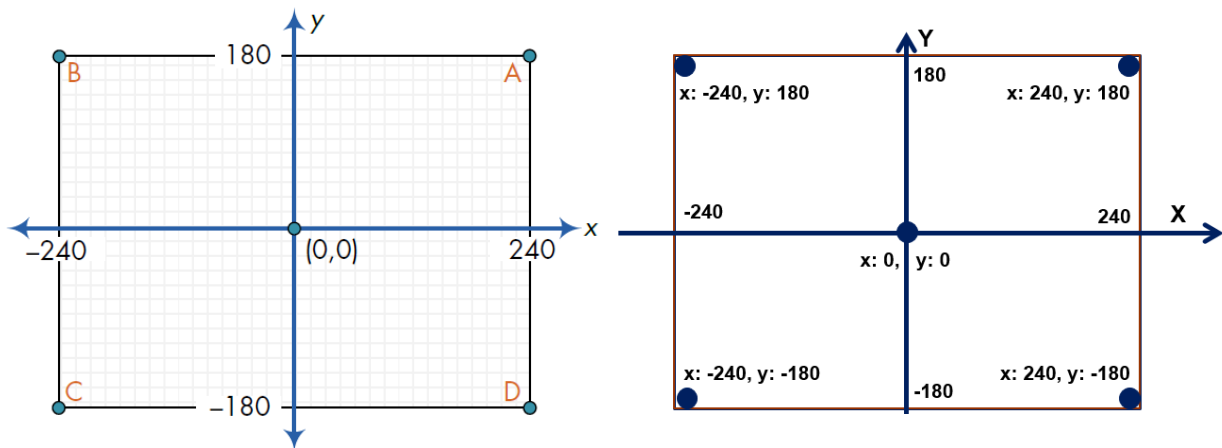 y
B
180
A
−240
(0,0)
240
x
C
D
−180
Y
180
x: -240, y: 180
x: 240, y: 180
-240
240
X
x: 0, y: 0
x: -240, y: -180
x: 240, y: -180
-180